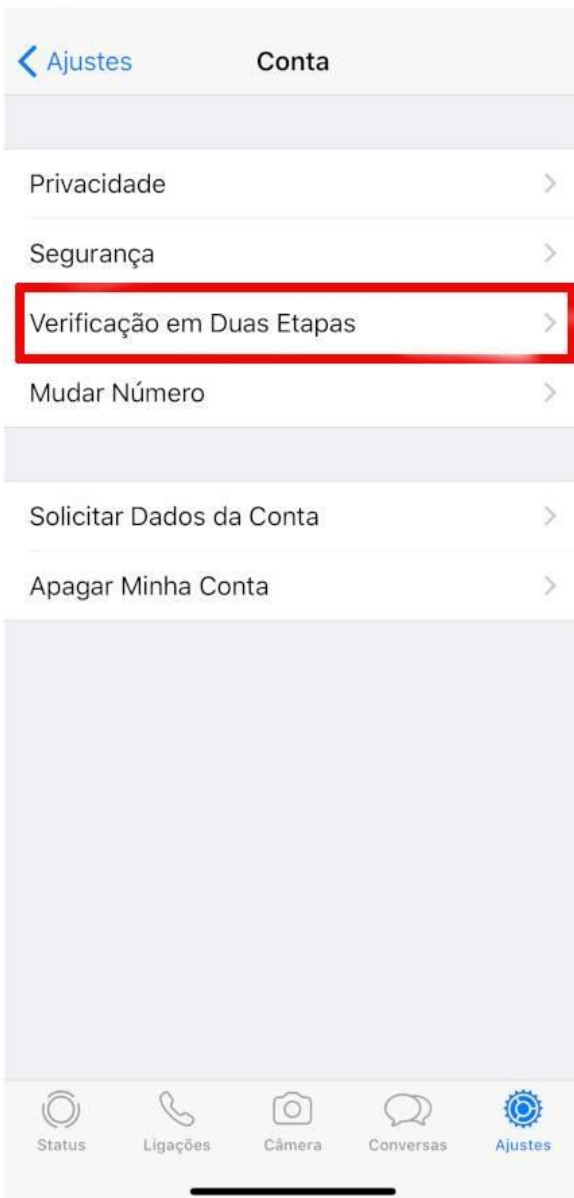 Ajustes Conta
Privacidade
Segurança
Verificação em Duas Etapas
Mudar Número
Solicitar Dados da Conta
Apagar Minha Conta
Status Ligações Câmera Conversas Ajustes